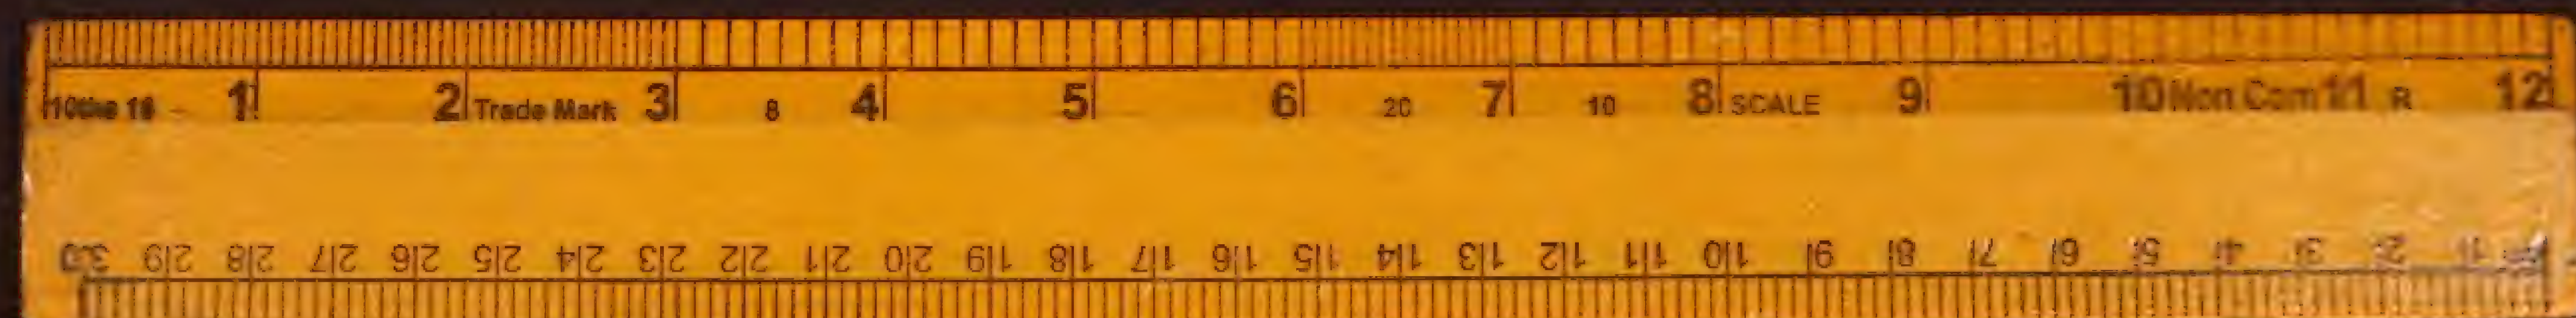 10ths 16 1 2 Trade Mark 3 8 4 5 6 20 7 10 8 SCALE 9 10 Non Com 11 R 12
1 2 3 4 5 6 7 8 9 10 11 12 13 14 15 16 17 18 19 20 21 22 23 24 25 26 27 28 29 30